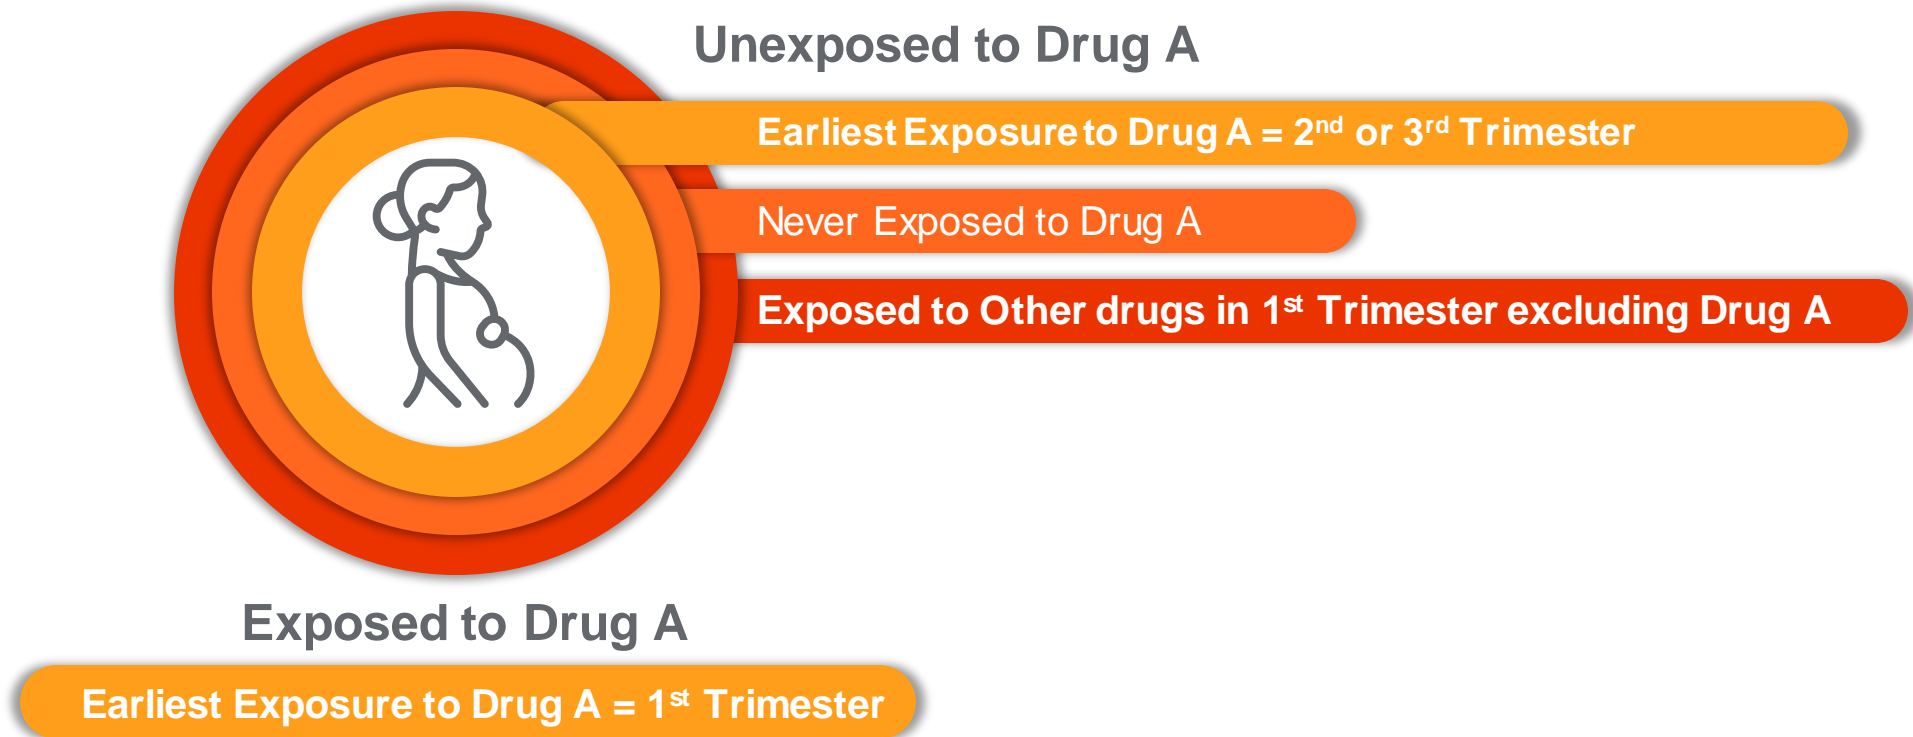 Unexposed to Drug A
Earliest Exposure to Drug A = 2nd or 3rd Trimester
Never Exposed to Drug A
Exposed to Other drugs in 1st Trimester excluding Drug A
Exposed to Drug A
Earliest Exposure to Drug A = 1st Trimester